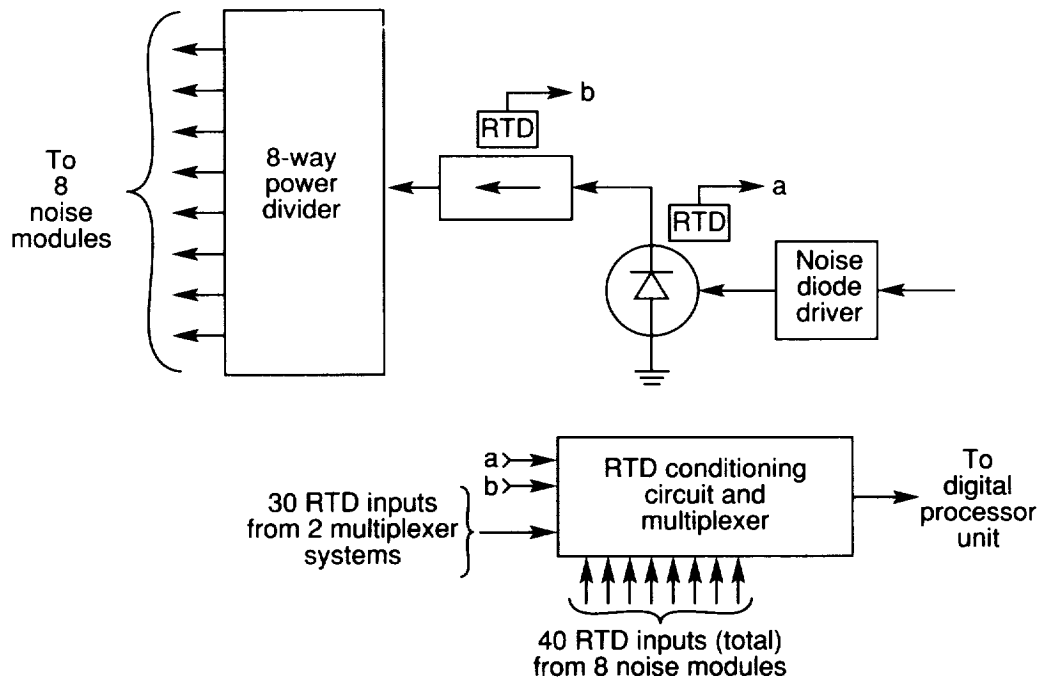 To
8
noise
modules
8-way
power
divider
RTD
b
RTD
a
Noise
diode
driver
a
b
30 RTD inputs
from 2 multiplexer
systems
RTD conditioning
circuit and
multiplexer
To
digital
processor
unit
40 RTD inputs (total)
from 8 noise modules